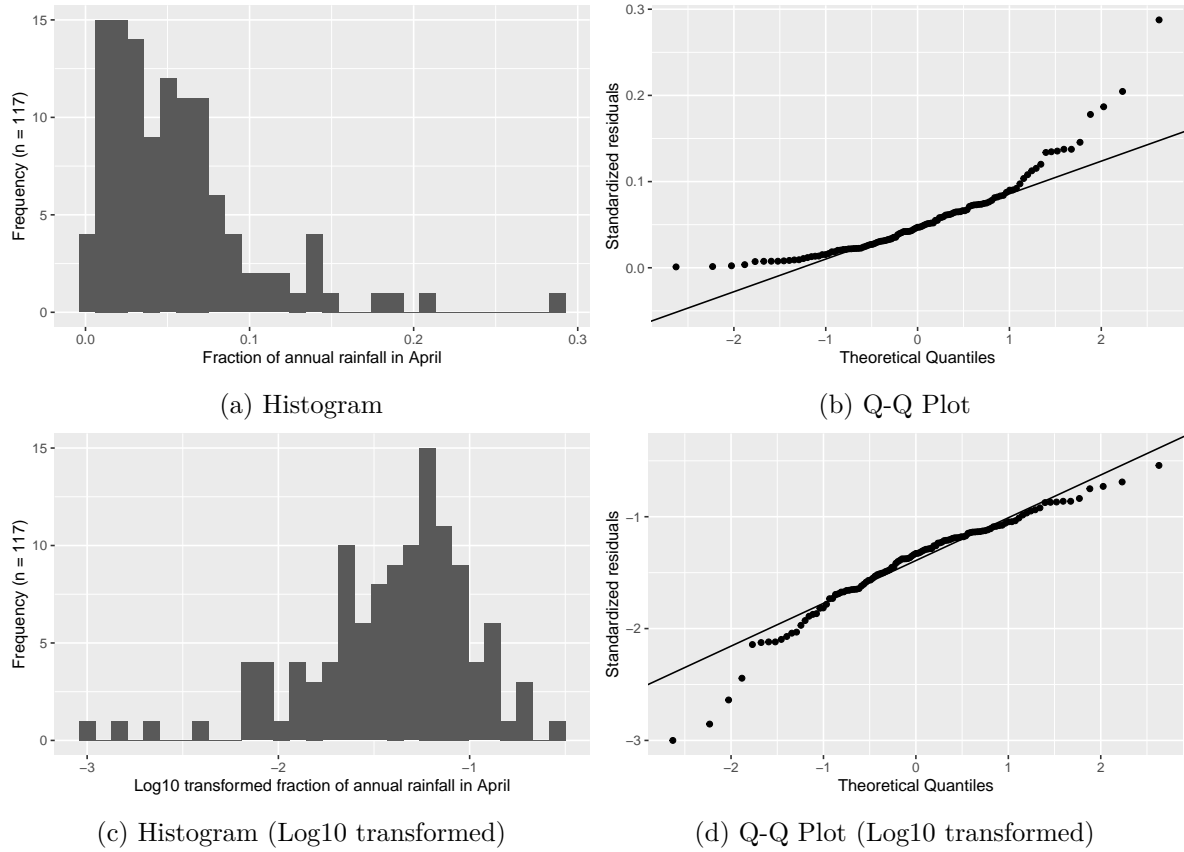 15
10
5
0
Frequency (n = 117)
0.0 0.1 0.2 0.3
Fraction of annual rainfall in April
(a) Histogram
0.3
0.2
0.1
0.0
Standardized residuals
−2 −1 0 1 2
Theoretical Quantiles
(b) Q-Q Plot
15
10
5
0
Frequency (n = 117)
−3 −2 −1
Log10 transformed fraction of annual rainfall in April
(c) Histogram (Log10 transformed)
−1
−2
−3
Standardized residuals
−2 −1 0 1 2
Theoretical Quantiles
(d) Q-Q Plot (Log10 transformed)